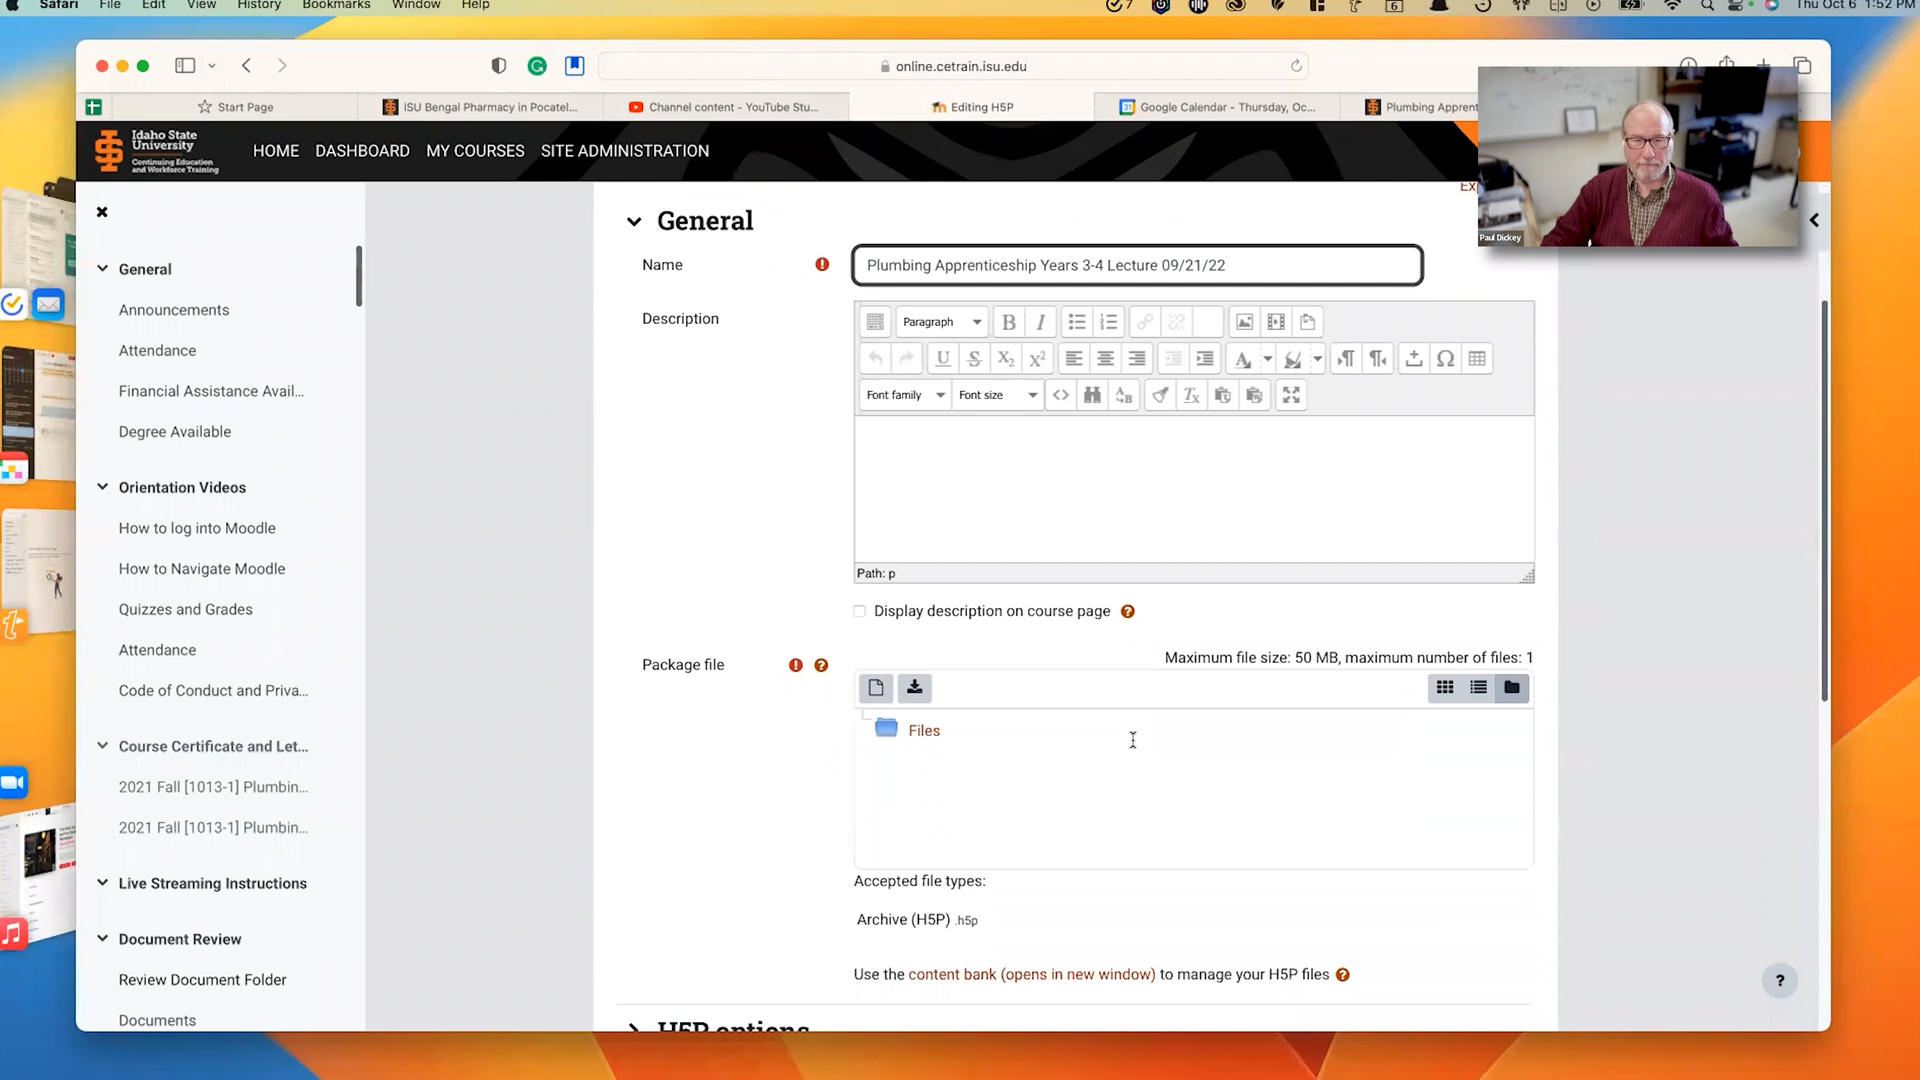 Safari File Edit View History Bookmarks Window Help
7
6
Thu Oct 6 1:52 PM
online.cetrain.isu.edu
Start Page
ISU Bengal Pharmacy in Pocatel...
Channel content - YouTube Stu...
Editing H5P
Google Calendar - Thursday, Oc...
Plumbing Apprent
Idaho State
University
Continuing Education
and Workforce Training
HOME DASHBOARD MY COURSES SITE ADMINISTRATION
Paul Dickey
General
Announcements
Attendance
Financial Assistance Avail...
Degree Available
Orientation Videos
How to log into Moodle
How to Navigate Moodle
Quizzes and Grades
Attendance
Code of Conduct and Priva...
Course Certificate and Let...
2021 Fall [1013-1] Plumbin...
2021 Fall [1013-1] Plumbin...
Live Streaming Instructions
Document Review
Review Document Folder
Documents
Ex
General
Name
Plumbing Apprenticeship Years 3-4 Lecture 09/21/22
Description
Paragraph
Font family
Font size
Path: p
Display description on course page
Package file
Maximum file size: 50 MB, maximum number of files: 1
Files
Accepted file types:
Archive (H5P) .h5p
Use the content bank (opens in new window) to manage your H5P files
H5P options
?